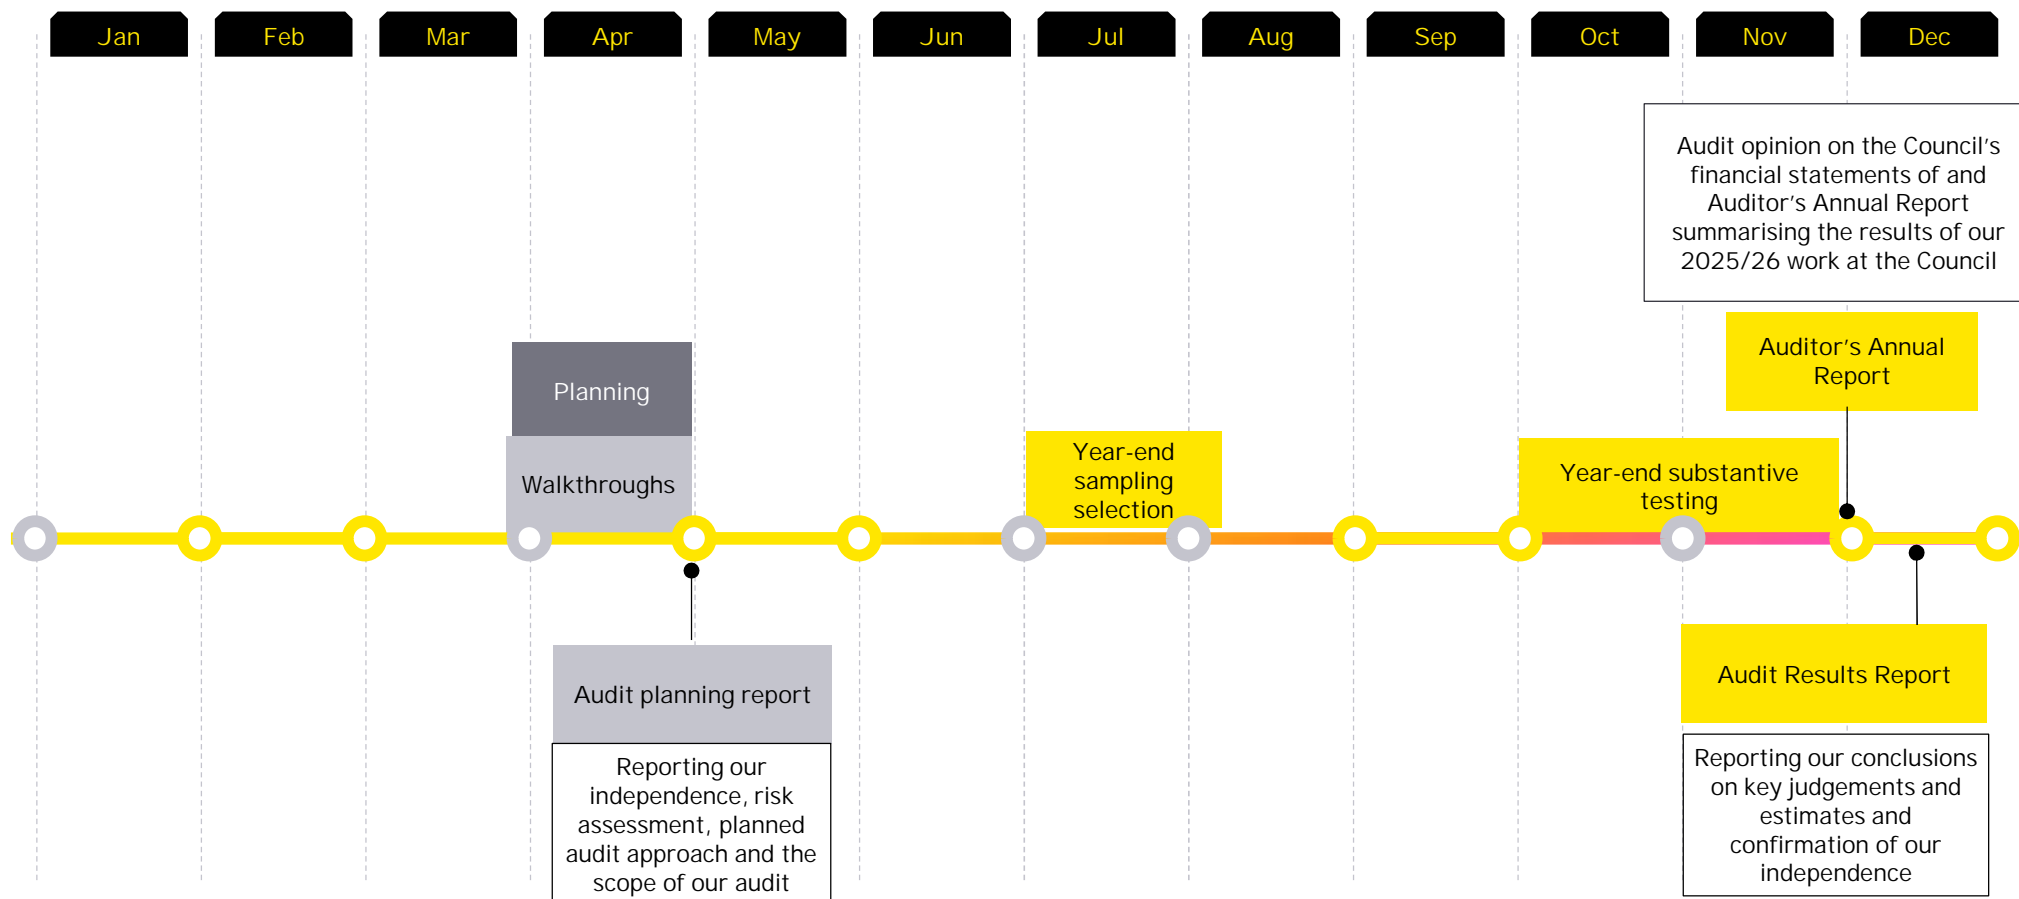 Jan
Feb
Mar
Apr
May
Jun
Jul
Aug
Sep
Oct
Nov
Dec
Audit opinion on the Council's
financial statements of and
Auditor's Annual Report
summarising the results of our
2025/26 work at the Council
Auditor's Annual
Report
Planning
Walkthroughs
Year-end
sampling
selection
Year-end substantive
testing
Audit planning report
Reporting our
independence, risk
assessment, planned
audit approach and the
scope of our audit
Audit Results Report
Reporting our conclusions
on key judgements and
estimates and
confirmation of our
independence